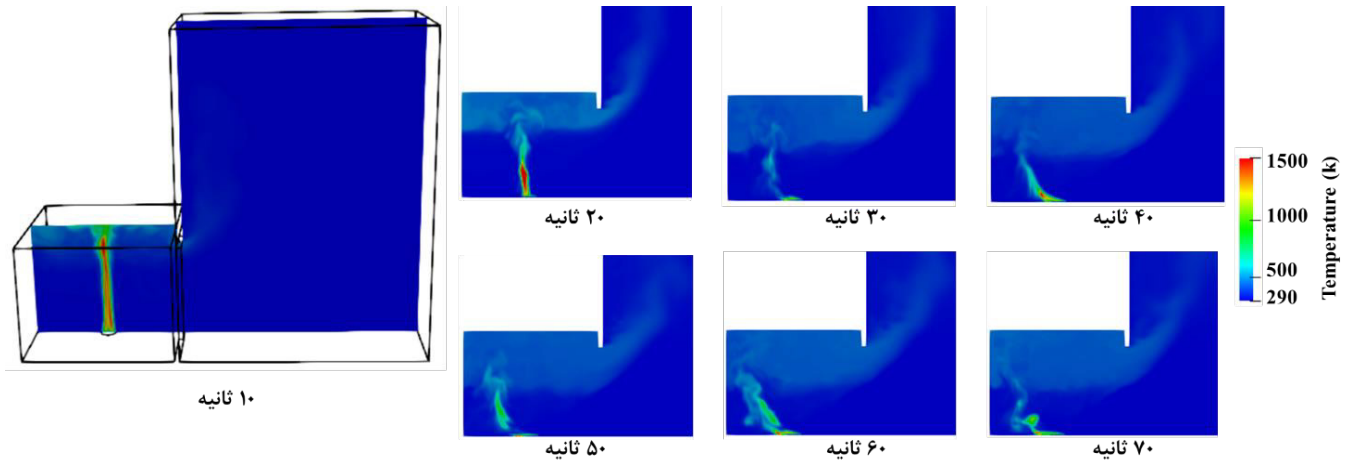 ۱۰ ثانیه
۲۰ ثانیه
۳۰ ثانیه
۴۰ ثانیه
۵۰ ثانیه
۶۰ ثانیه
۷۰ ثانیه
1500
1000
500
290
Temperature (k)